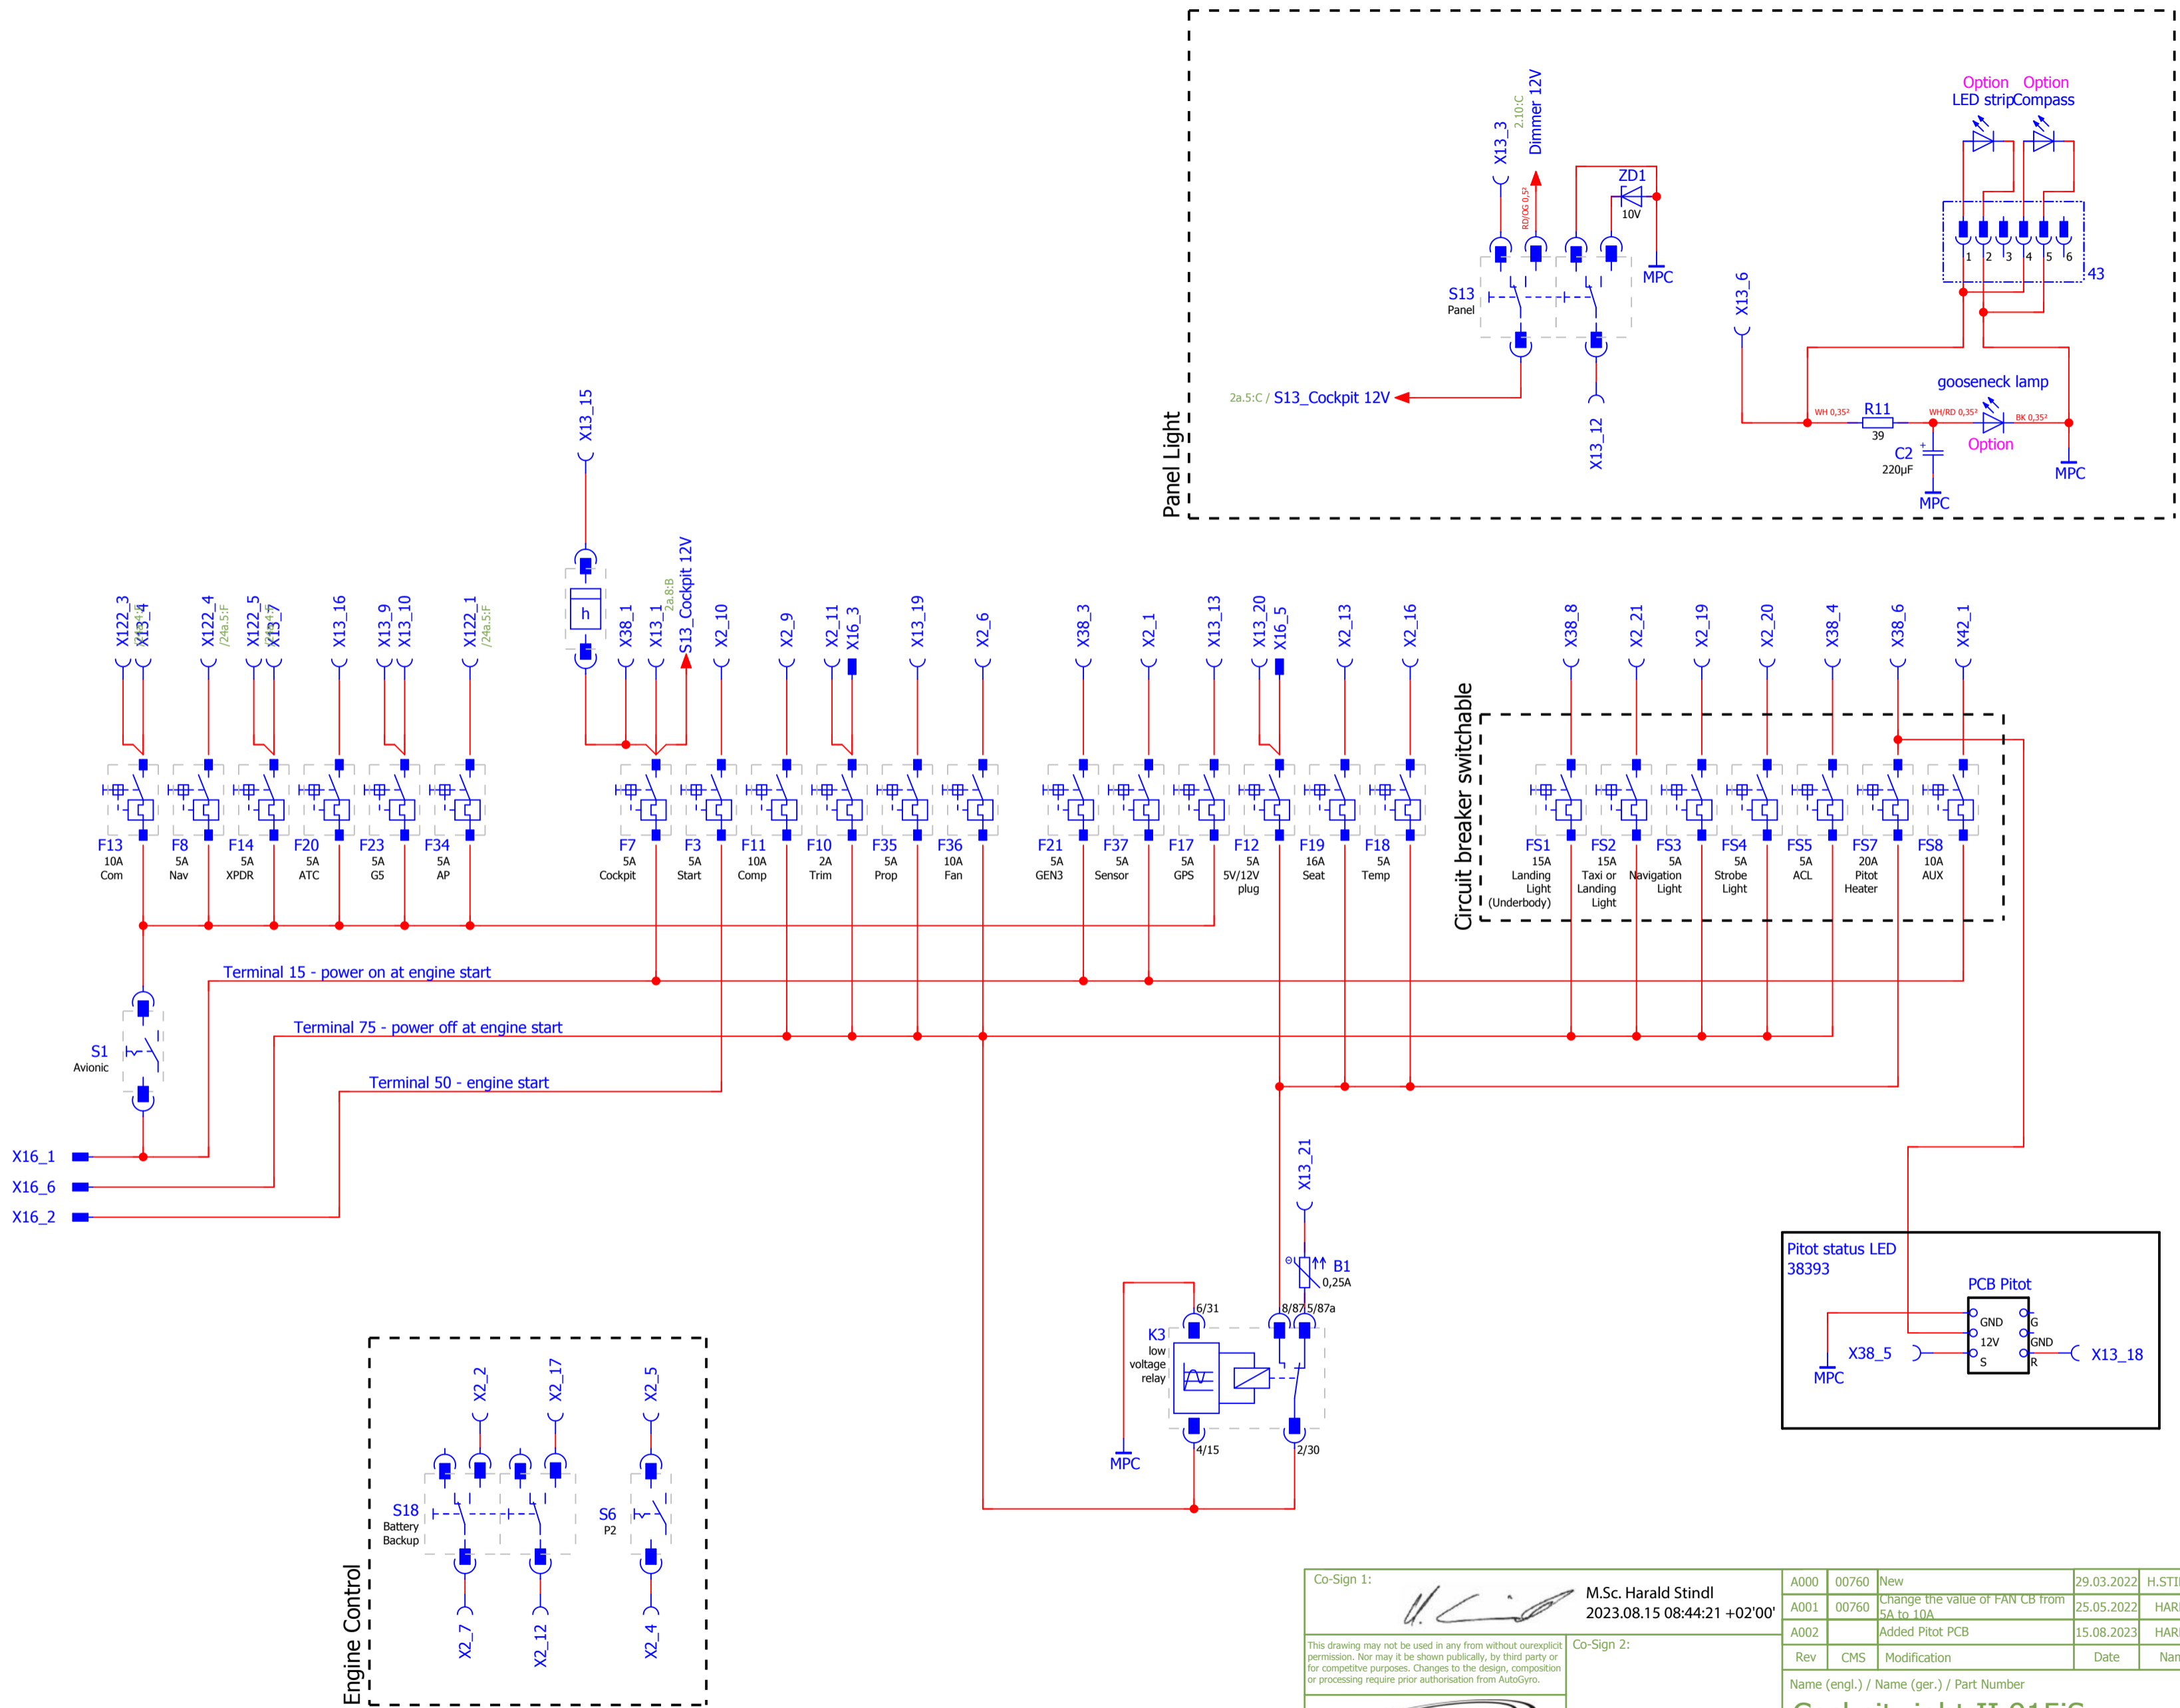 Panel Light
Option Option
LED strip Compass
X13_3
2.10:C
Dimmer 12V
RD/OG 0,5²
ZD1
10V
MPC
S13
Panel
2a.5:C / S13_Cockpit 12V
X13_12
X13_6
1 2 3 4 5 6
43
gooseneck lamp
WH 0,35² R11 WH/RD 0,35² BK 0,35²
39
Option
C2
+
220µF
MPC
MPC
X13_15
h
X122_3
X13_4
X122_4
/24a.5:F
X122_5
X13_7
X13_16
X13_9
X13_10
X122_1
/24a.5:F
X38_1
X13_1
2a.8:B
S13_Cockpit 12V
X2_10
X2_9
X2_11
X16_3
X13_19
X2_6
X38_3
X2_1
X13_13
X13_20
X16_5
X2_13
X2_16
X38_8
X2_21
X2_19
X2_20
X38_4
X38_6
X42_1
Circuit breaker switchable
F13
10A
Com
F8
5A
Nav
F14
5A
XPDR
F20
5A
ATC
F23
5A
G5
F34
5A
AP
F7
5A
Cockpit
F3
5A
Start
F11
10A
Comp
F10
2A
Trim
F35
5A
Prop
F36
10A
Fan
F21
5A
GEN3
F37
5A
Sensor
F17
5A
GPS
F12
5A
5V/12V
plug
F19
16A
Seat
F18
5A
Temp
FS1
15A
Landing
Light
(Underbody)
FS2
15A
Taxi or
Landing
Light
FS3
5A
Navigation
Light
FS4
5A
Strobe
Light
FS5
5A
ACL
FS7
20A
Pitot
Heater
FS8
10A
AUX
Terminal 15 - power on at engine start
Terminal 75 - power off at engine start
Terminal 50 - engine start
S1
Avionic
X16_1
X16_6
X16_2
X13_21
B1
0,25A
6/31
8/87
5/87a
K3
low
voltage
relay
4/15
2/30
MPC
Pitot status LED
38393
PCB Pitot
GND
12V
S
G
GND
R
X38_5
X13_18
MPC
Engine Control
X2_2
X2_17
X2_5
S18
Battery
Backup
S6
P2
X2_7
X2_12
X2_4
Co-Sign 1:
M.Sc. Harald Stindl
2023.08.15 08:44:21 +02'00'
This drawing may not be used in any from without ourexplicit
permission. Nor may it be shown publically, by third party or
for competitve purposes. Changes to the design, composition
or processing require prior authorisation from AutoGyro.
Co-Sign 2:
A000 00760 New 29.03.2022
A001 00760 Change the value of FAN CB from 5A to 10A 25.05.2022
A002 Added Pitot PCB 15.08.2023
Rev CMS Modification Date
Name (engl.) / Name (ger.) / Part Number